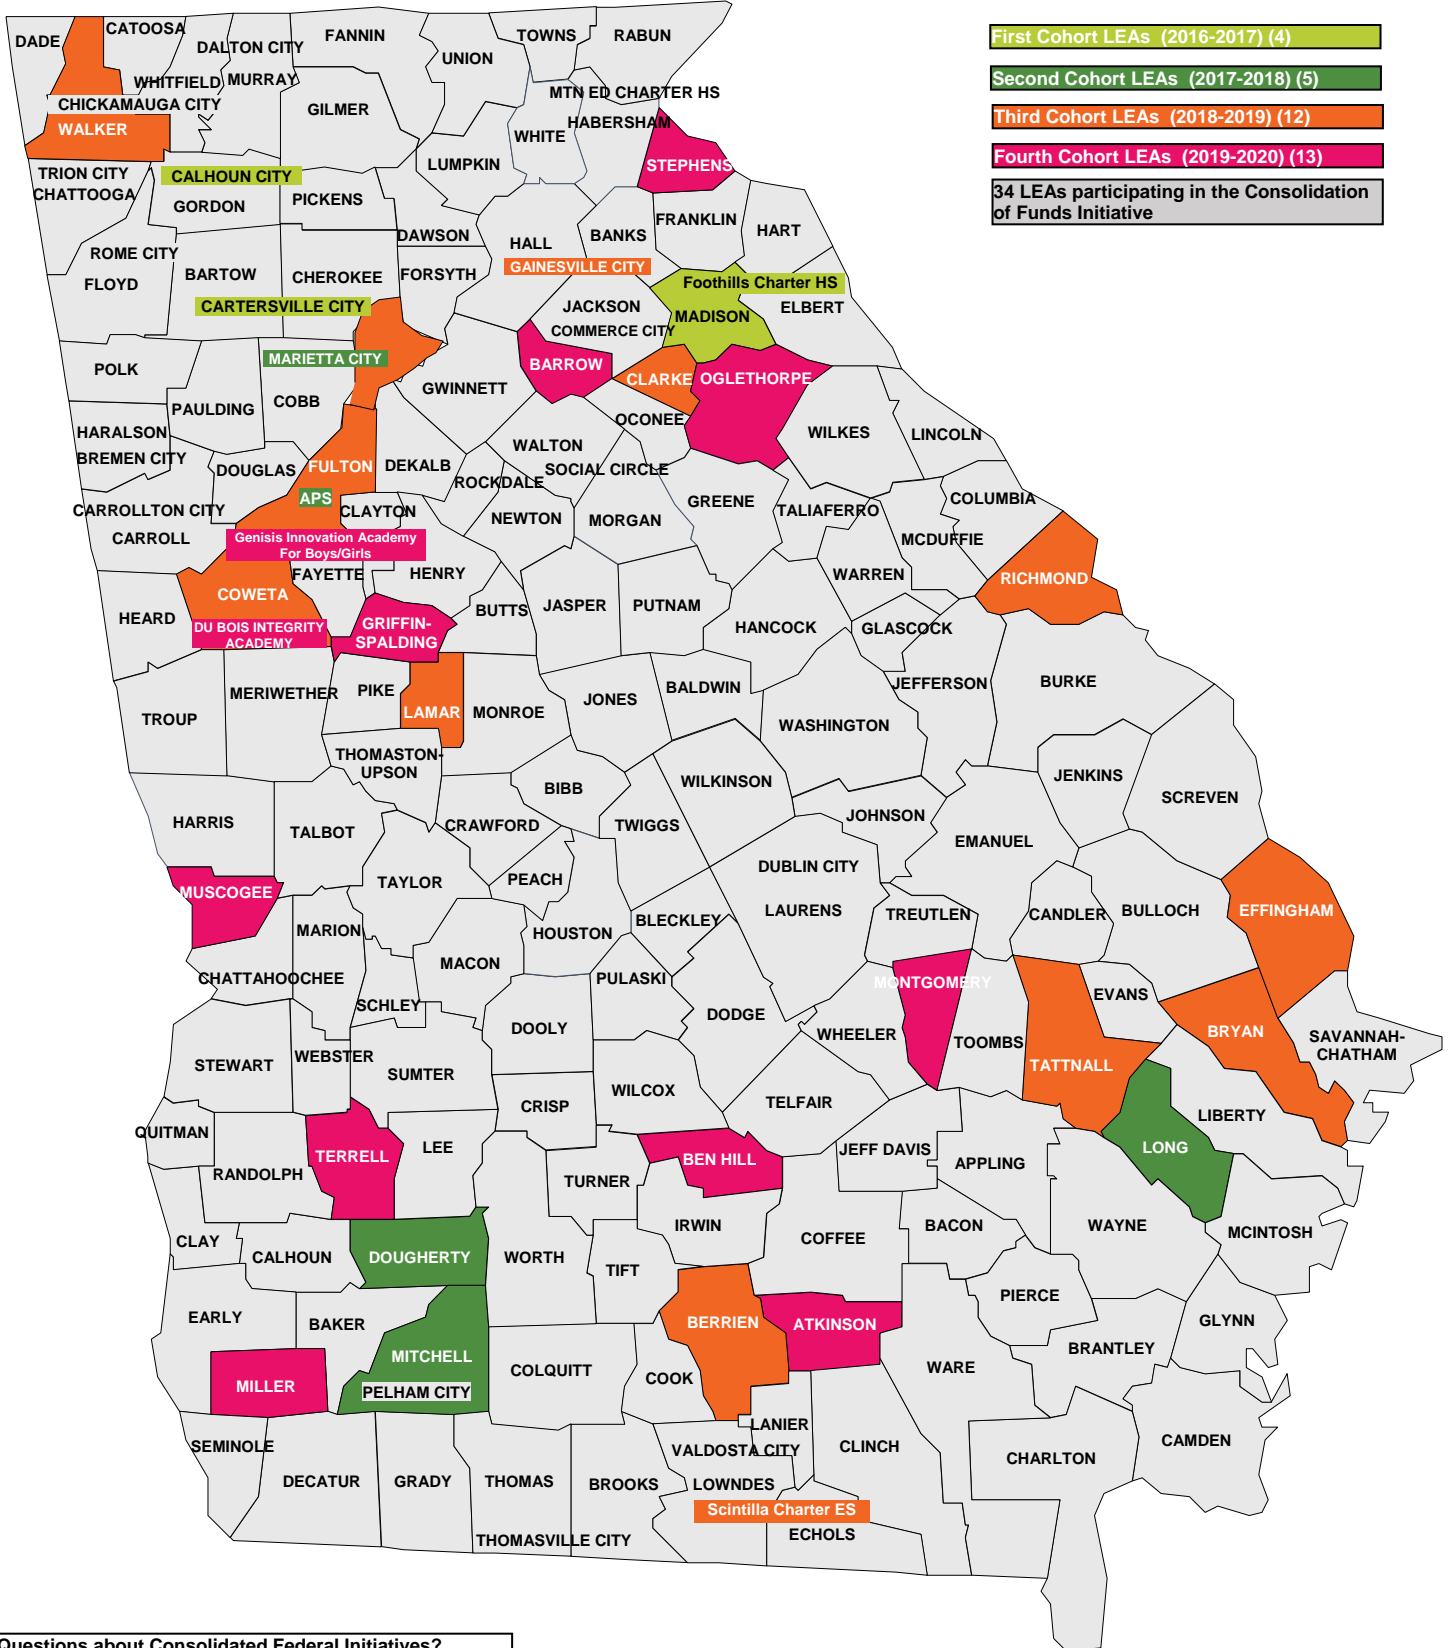 First Cohort LEAs (2016-2017) (4)
Second Cohort LEAs (2017-2018) (5)
Third Cohort LEAs (2018-2019) (12)
Fourth Cohort LEAs (2019-2020) (13)
34 LEAs participating in the Consolidation
of Funds Initiative
DADE
CATOOSA
DALTON CITY
FANNIN
UNION
TOWNS
RABUN
WHITFIELD
MURRAY
CHICKAMAUGA CITY
GILMER
MTN ED CHARTER HS
WALKER
WHITE
HABERSHAM
LUMPKIN
STEPHENS
TRION CITY
CHATTOOGA
CALHOUN CITY
GORDON
PICKENS
DAWSON
HALL
BANKS
FRANKLIN
HART
ROME CITY
FLOYD
BARTOW
CHEROKEE
FORSYTH
GAINESVILLE CITY
Foothills Charter HS
CARTERSVILLE CITY
JACKSON
COMMERCE CITY
MADISON
ELBERT
POLK
MARIETTA CITY
BARROW
CLARKE
OGLETHORPE
PAULDING
COBB
GWINNETT
OCONEE
HARALSON
BREMEN CITY
WALTON
SOCIAL CIRCLE
WILKES
LINCOLN
DOUGLAS
FULTON
DEKALB
ROCKDALE
APS
CLAYTON
CARROLLTON CITY
CARROLL
NEWTON
MORGAN
GREENE
TALIAFERRO
COLUMBIA
MCDUFFIE
Genisis Innovation Academy
For Boys/Girls
FAYETTE
HENRY
WARREN
RICHMOND
COWETA
HEARD
BUTTS
JASPER
PUTNAM
HANCOCK
GLASCOCK
DU BOIS INTEGRITY
ACADEMY
GRIFFIN-
SPALDING
TROUP
MERIWETHER
PIKE
LAMAR
MONROE
JONES
BALDWIN
WASHINGTON
JEFFERSON
BURKE
THOMASTON-
UPSON
BIBB
WILKINSON
JENKINS
SCREVEN
HARRIS
TALBOT
CRAWFORD
TWIGGS
JOHNSON
EMANUEL
DUBLIN CITY
MUSCOGEE
TAYLOR
PEACH
LAURENS
TREUTLEN
CANDLER
BULLOCH
EFFINGHAM
MARION
HOUSTON
BLECKLEY
CHATTAHOOCHEE
MACON
PULASKI
MONTGOMERY
EVANS
SCHLEY
DOOLY
DODGE
WHEELER
TOOMBS
BRYAN
SAVANNAH-
CHATHAM
STEWART
WEBSTER
SUMTER
WILCOX
TELFAIR
TATTNALL
CRISP
LIBERTY
QUITMAN
TERRELL
LEE
BEN HILL
JEFF DAVIS
LONG
RANDOLPH
TURNER
APPLING
IRWIN
CLAY
CALHOUN
DOUGHERTY
WORTH
TIFT
COFFEE
BACON
WAYNE
MCINTOSH
EARLY
BAKER
BERRIEN
ATKINSON
PIERCE
GLYNN
MITCHELL
MILLER
PELHAM CITY
COLQUITT
COOK
WARE
BRANTLEY
SEMINOLE
LANIER
VALDOSTA CITY
CLINCH
CAMDEN
DECATUR
GRADY
THOMAS
BROOKS
LOWNDES
CHARLTON
Scintilla Charter ES
ECHOLS
THOMASVILLE CITY
Questions about Consolidated Federal Initiatives?